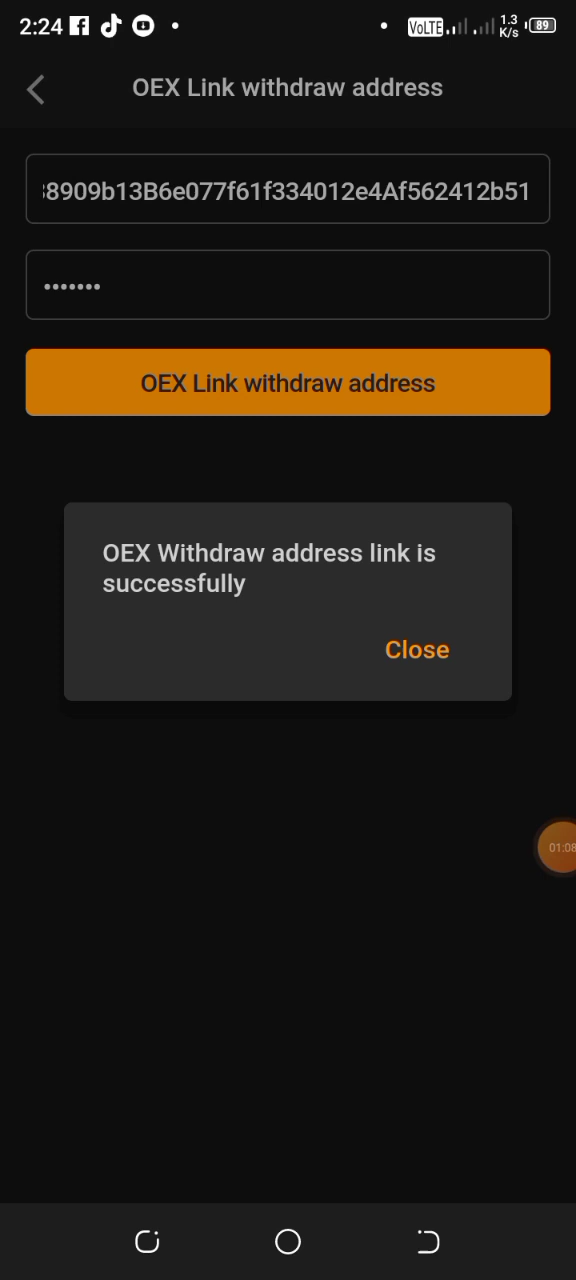 2:24 VoLTE 1.3 K/s 89
OEX Link withdraw address
8909b13B6e077f61f334012e4Af562412b51
•••••••
OEX Link withdraw address
OEX Withdraw address link is
successfully
Close
01:08